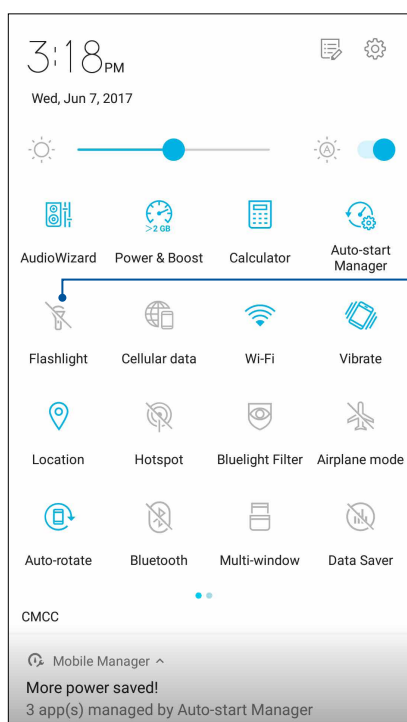 3:18PM
Wed, Jun 7, 2017
A
>2 GB
AudioWizard Power & Boost Calculator Auto-start Manager
Flashlight Cellular data Wi-Fi Vibrate
Location Hotspot Bluelight Filter Airplane mode
Auto-rotate Bluetooth Multi-window Data Saver
CMCC
Mobile Manager
More power saved!
3 app(s) managed by Auto-start Manager